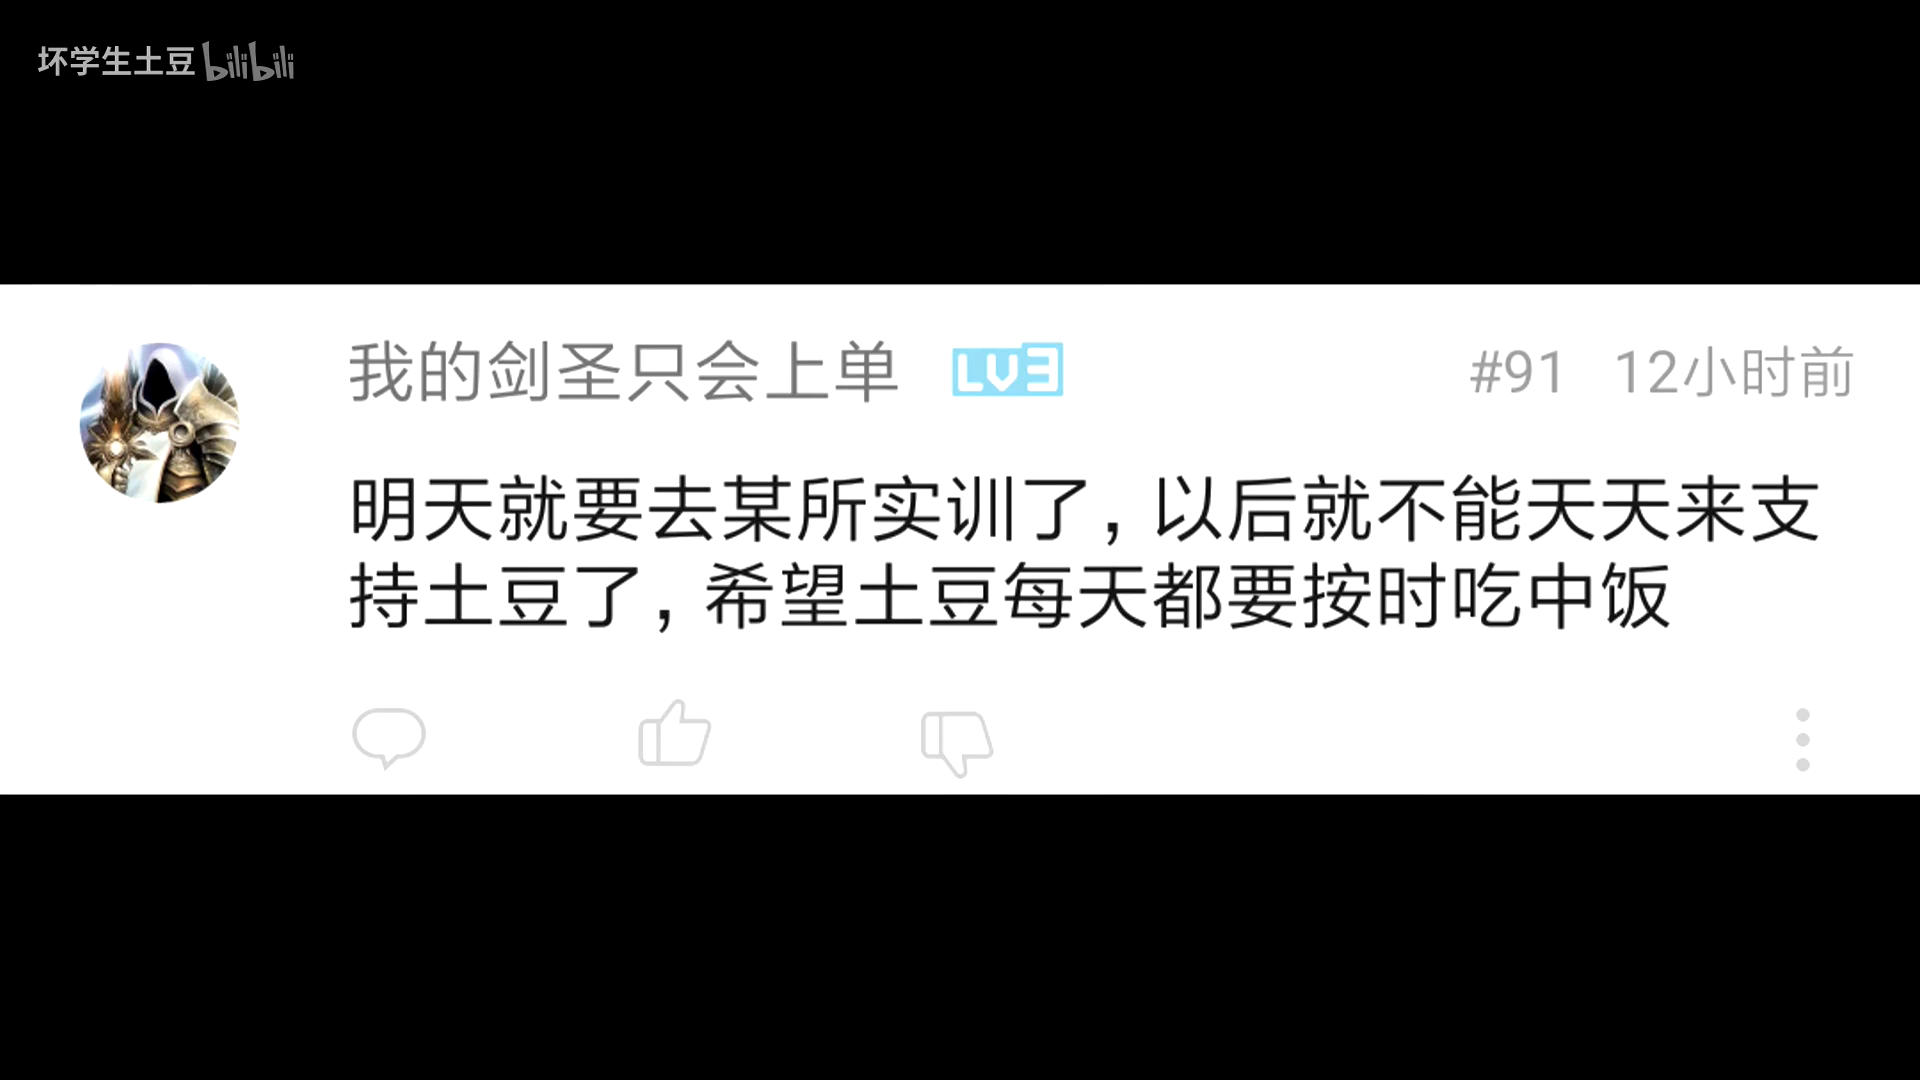 坏学生土豆 bilibili
我的剑圣只会上单 LV3 #91 12小时前
明天就要去某所实训了，以后就不能天天来支
持土豆了，希望土豆每天都要按时吃中饭